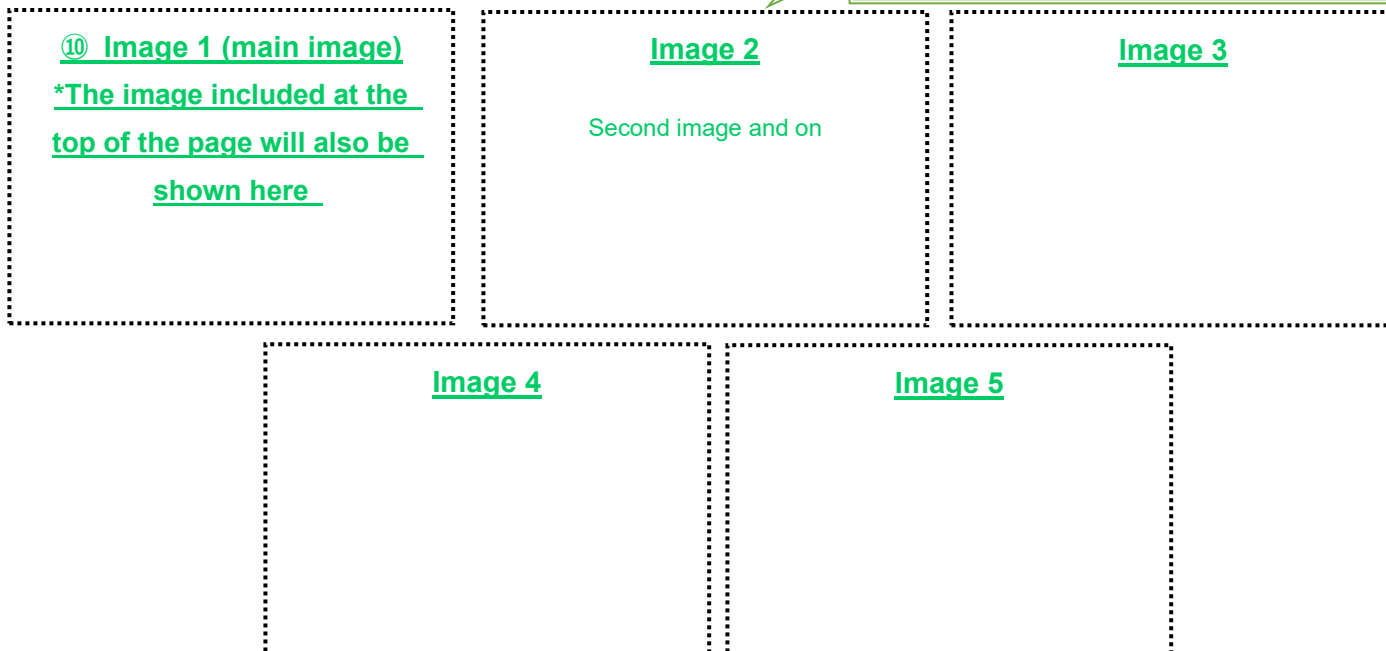 ⑩ Image 1 (main image)
*The image included at the
top of the page will also be
shown here
Image 2
Second image and on
Image 3
Image 4
Image 5